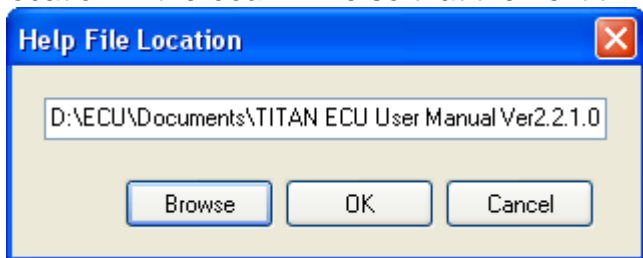 Help File Location
D:\ECU\Documents\TITAN ECU User Manual Ver2.2.1.0
Browse OK Cancel